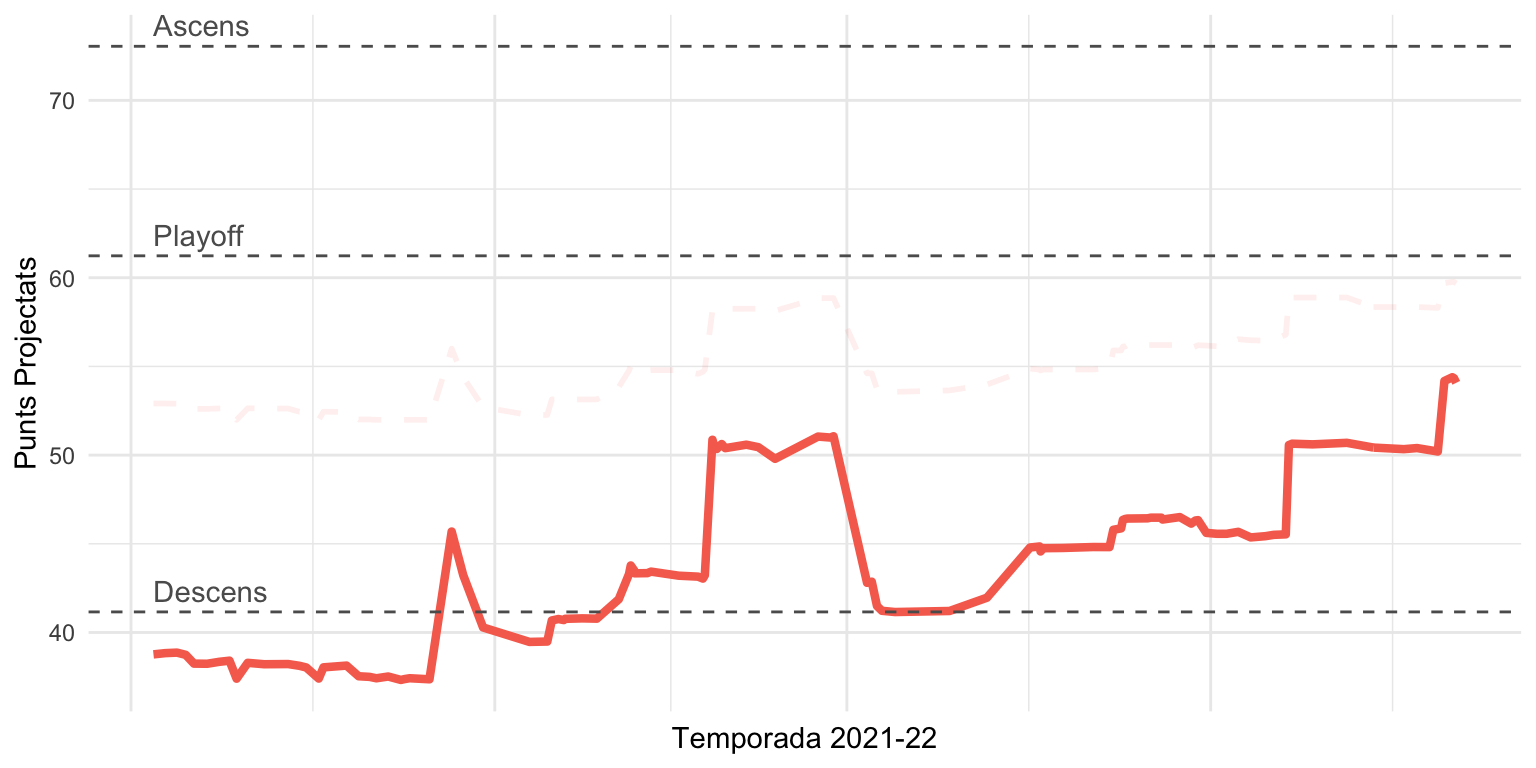 Ascens
70
Playoff
60
50
Descens
40
Punts Projectats
Temporada 2021-22